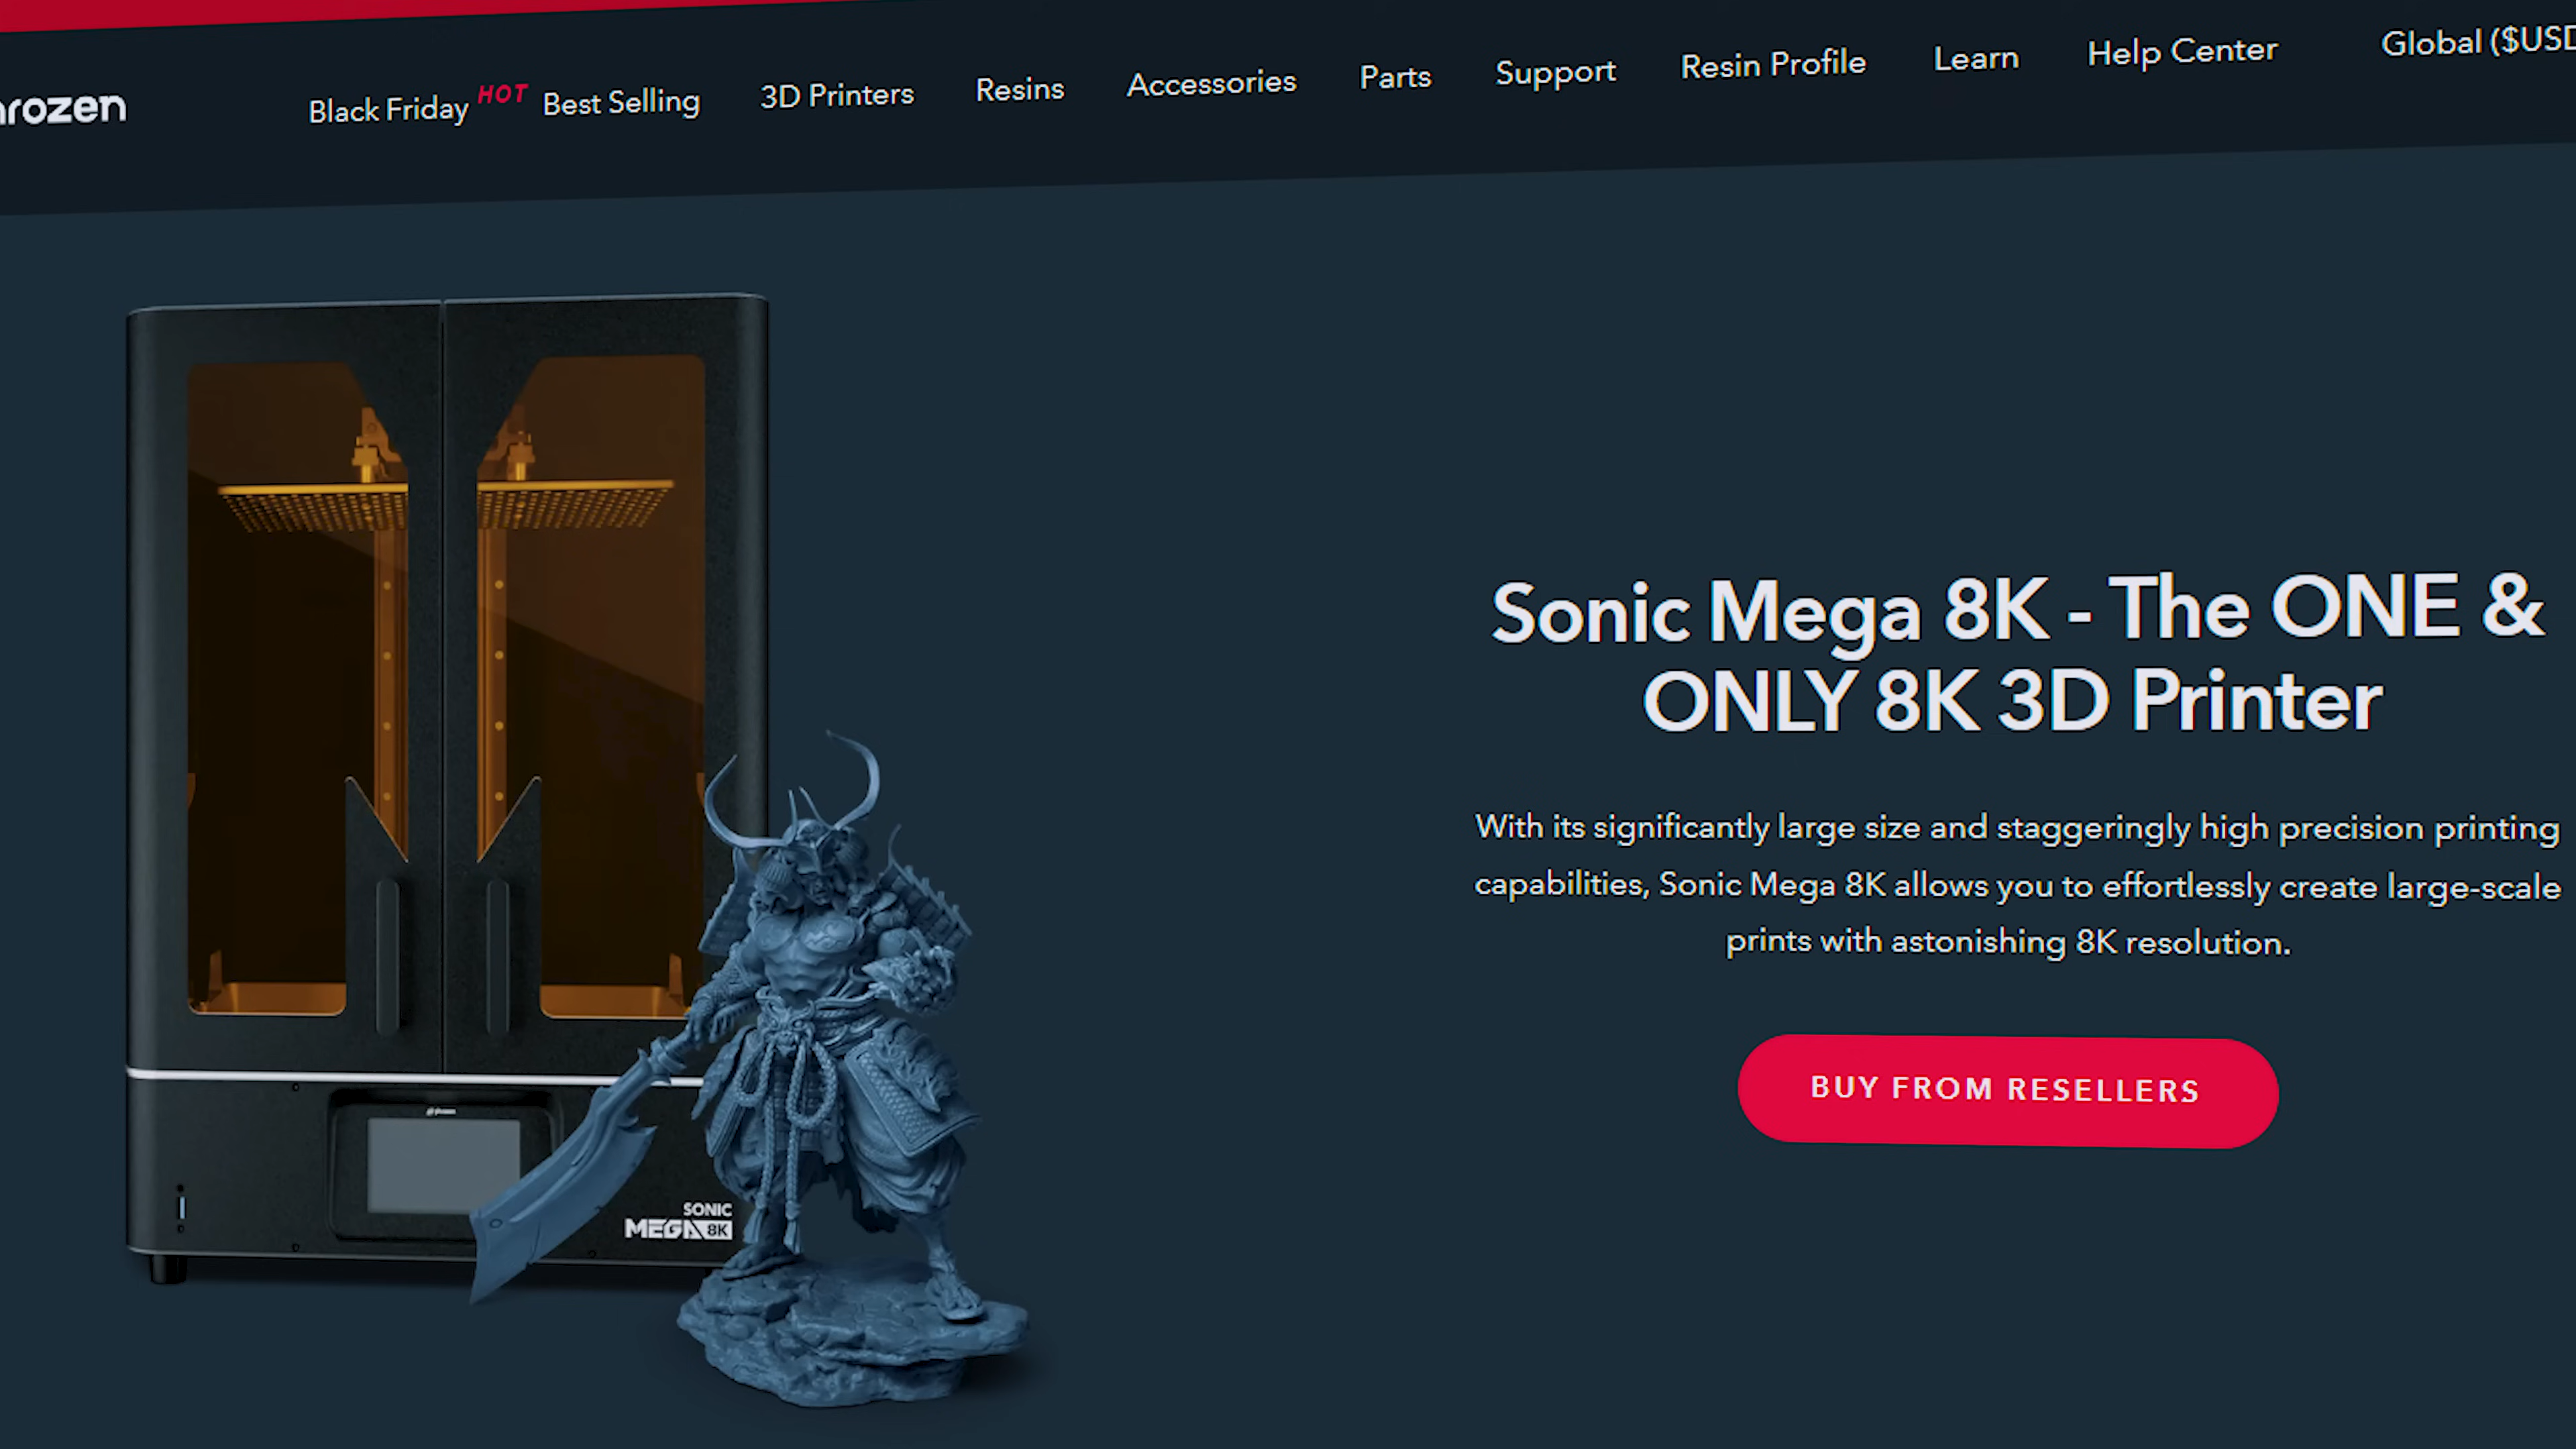 hrozen
Black Friday HOT Best Selling 3D Printers Resins Accessories Parts Support Resin Profile Learn Help Center Global ($USD
Sonic Mega 8K - The ONE &
ONLY 8K 3D Printer
With its significantly large size and staggeringly high precision printing
capabilities, Sonic Mega 8K allows you to effortlessly create large-scale
prints with astonishing 8K resolution.
BUY FROM RESELLERS
phrozen
SONIC
MEGA 8K